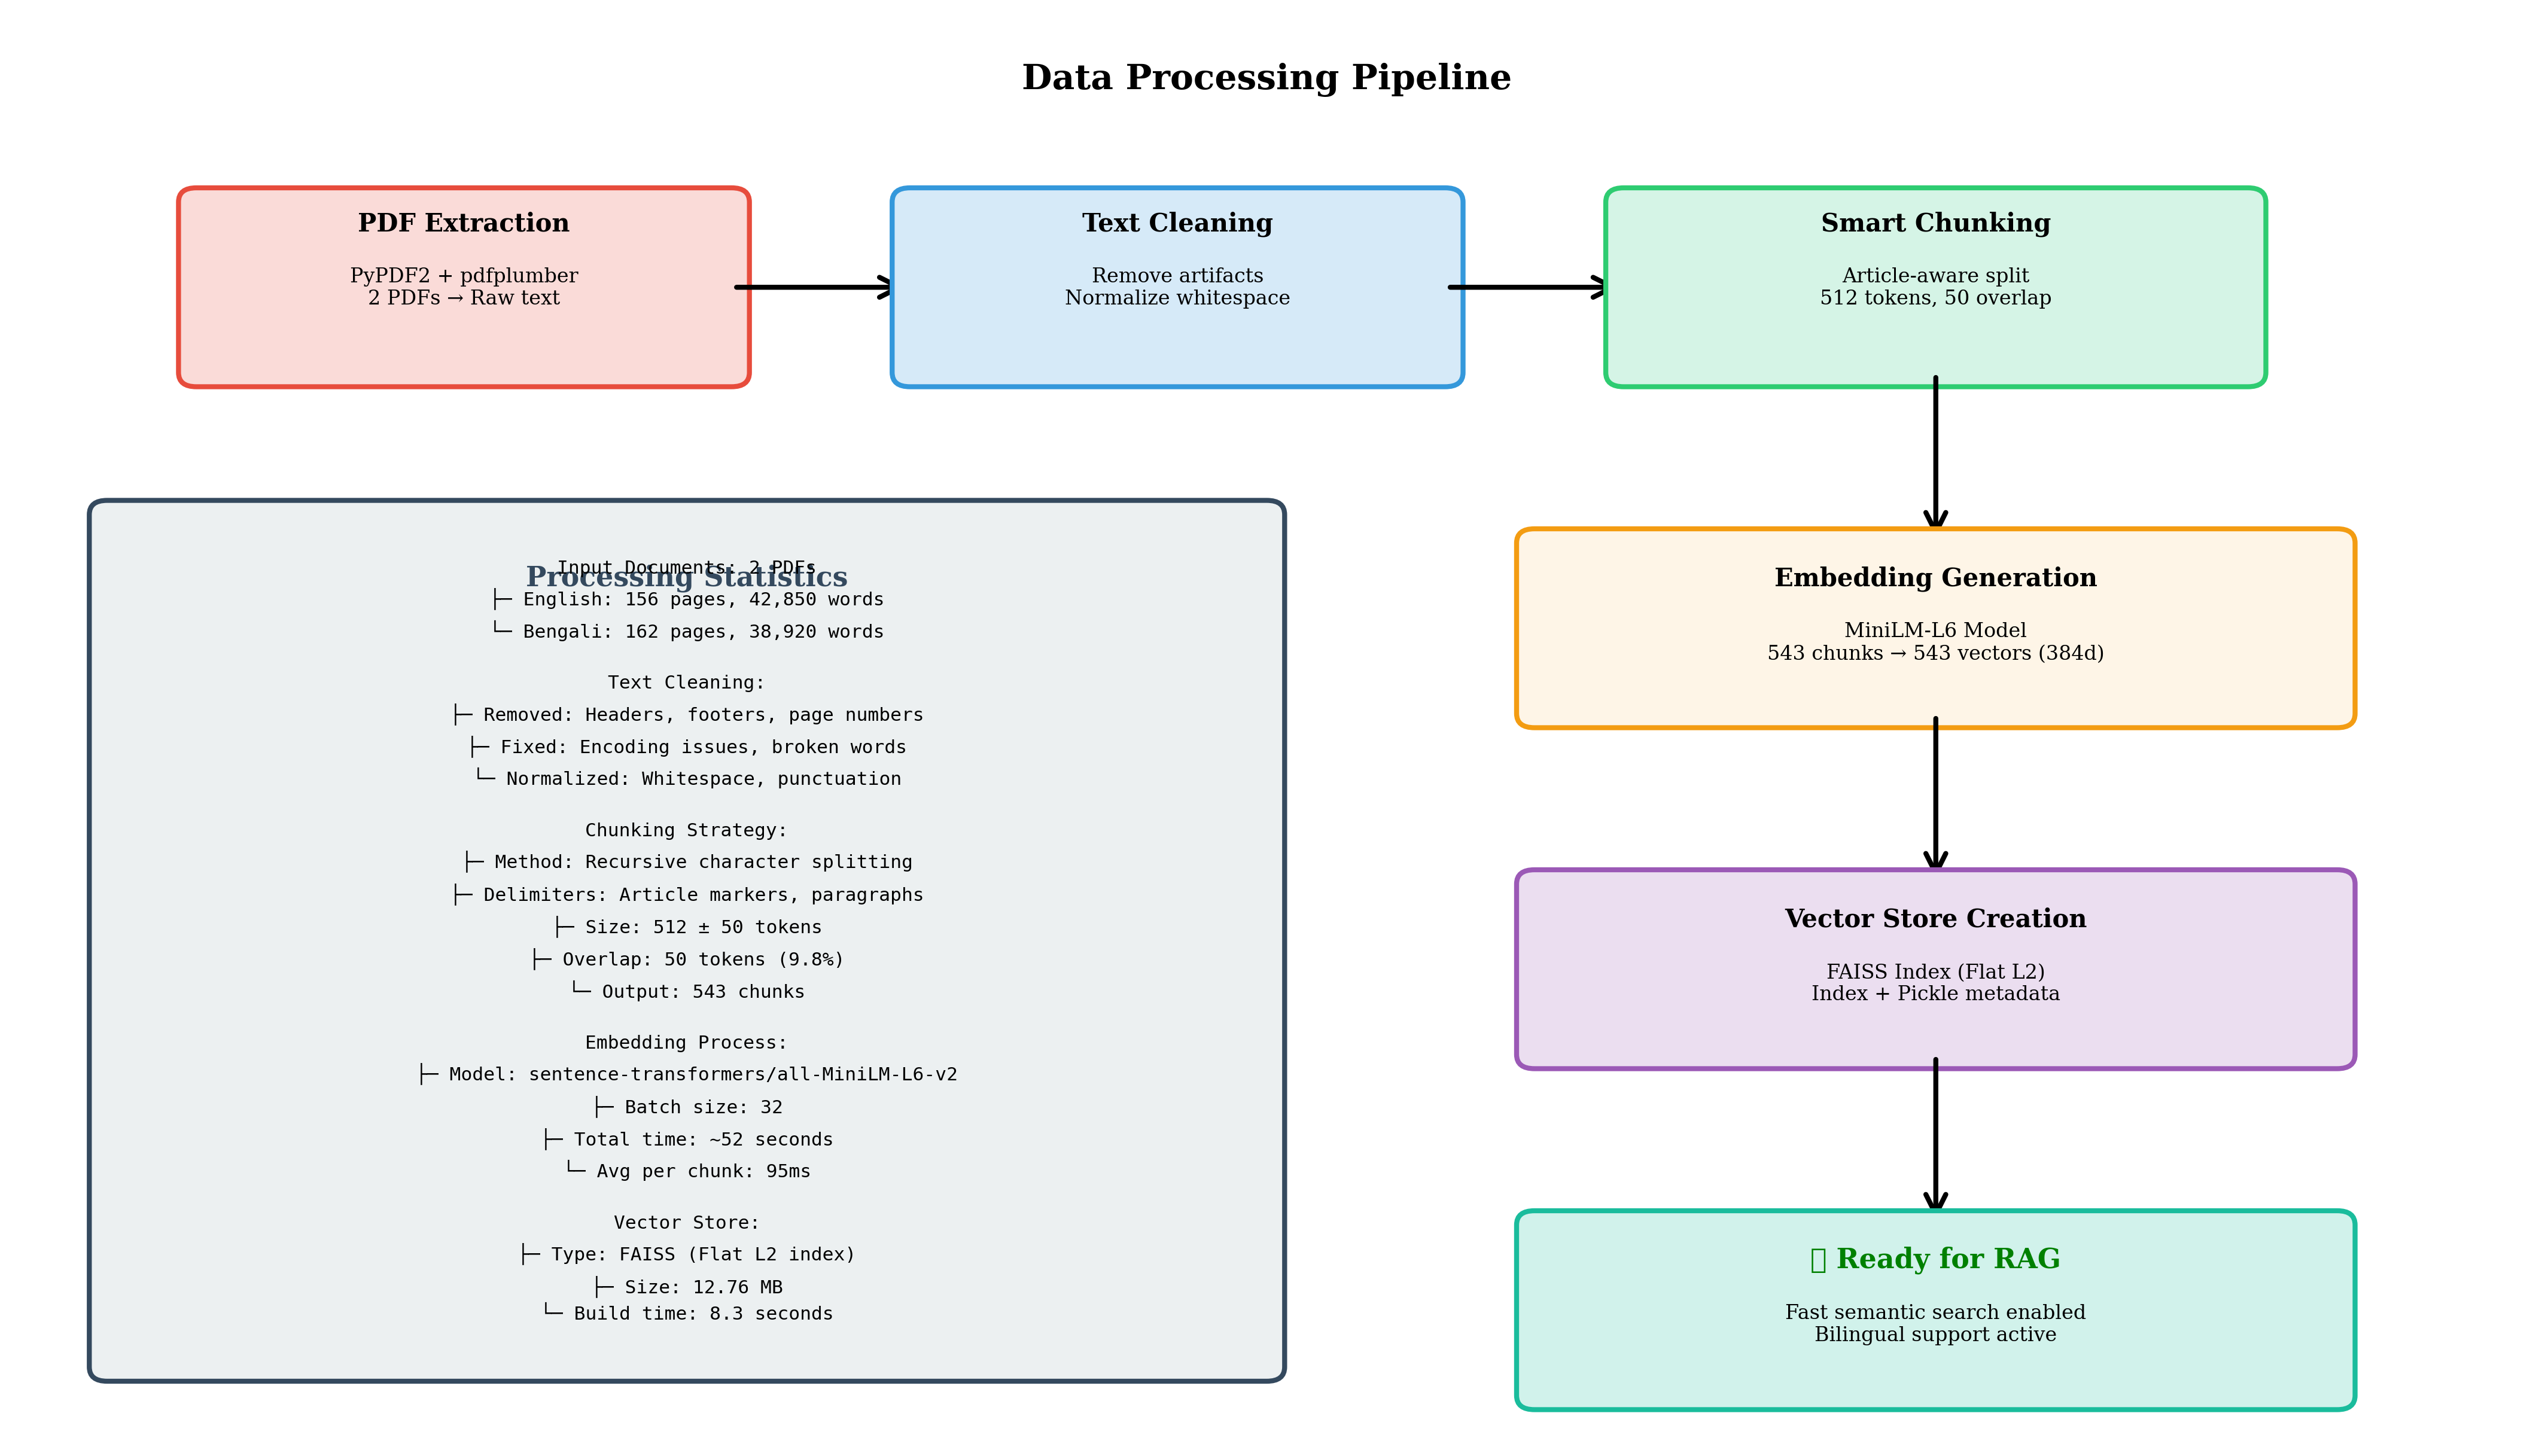 Data Processing Pipeline
PDF Extraction
PyPDF2 + pdfplumber
2 PDFs → Raw text
Text Cleaning
Remove artifacts
Normalize whitespace
Smart Chunking
Article-aware split
512 tokens, 50 overlap
Processing Statistics
Input Documents: 2 PDFs
├─ English: 156 pages, 42,850 words
└─ Bengali: 162 pages, 38,920 words
Text Cleaning:
├─ Removed: Headers, footers, page numbers
├─ Fixed: Encoding issues, broken words
└─ Normalized: Whitespace, punctuation
Chunking Strategy:
├─ Method: Recursive character splitting
├─ Delimiters: Article markers, paragraphs
├─ Size: 512 ± 50 tokens
├─ Overlap: 50 tokens (9.8%)
└─ Output: 543 chunks
Embedding Process:
├─ Model: sentence-transformers/all-MiniLM-L6-v2
├─ Batch size: 32
├─ Total time: ~52 seconds
└─ Avg per chunk: 95ms
Vector Store:
├─ Type: FAISS (Flat L2 index)
├─ Size: 12.76 MB
└─ Build time: 8.3 seconds
Embedding Generation
MiniLM-L6 Model
543 chunks → 543 vectors (384d)
Vector Store Creation
FAISS Index (Flat L2)
Index + Pickle metadata
Ready for RAG
Fast semantic search enabled
Bilingual support active